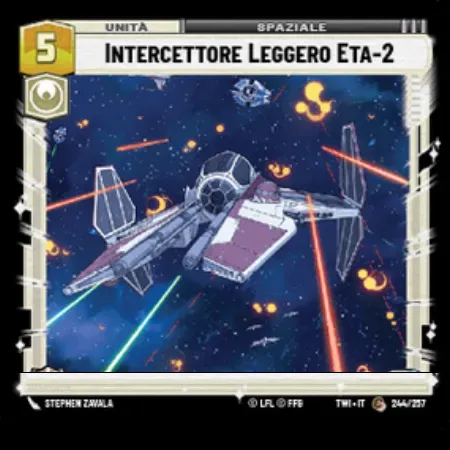 UNITÀ
SPAZIALE
5
INTERCETTORE LEGGERO ETA-2
STEPHEN ZAVALA
Ⓒ LFL Ⓟ FFG
TWI • IT
244/257